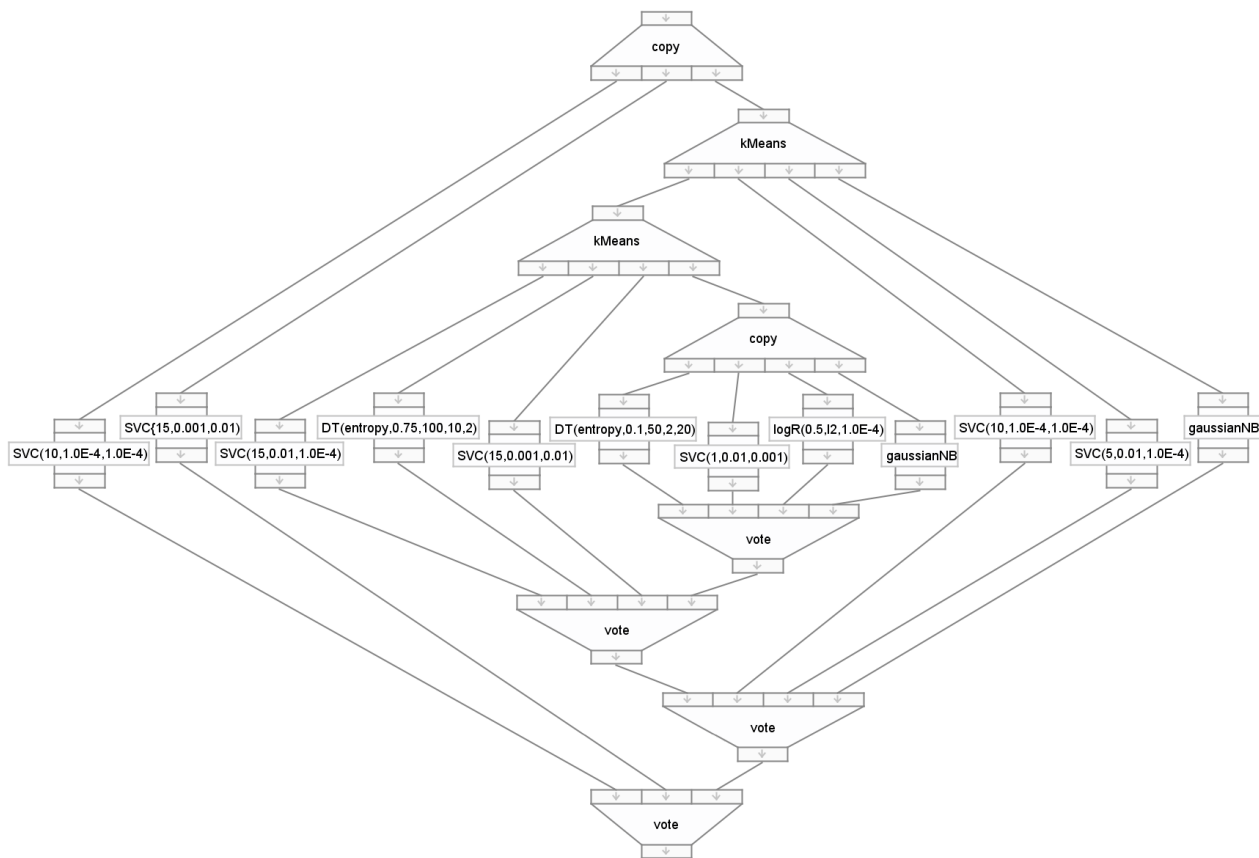 copy
kMeans
kMeans
copy
SVC(10,1.0E-4,1.0E-4)
SVC(15,0.001,0.01)
SVC(15,0.01,1.0E-4)
DT(entropy,0.75,100,10,2)
SVC(15,0.001,0.01)
DT(entropy,0.1,50,2,20)
SVC(1,0.01,0.001)
logR(0.5,l2,1.0E-4)
gaussianNB
SVC(10,1.0E-4,1.0E-4)
SVC(5,0.01,1.0E-4)
gaussianNB
vote
vote
vote
vote